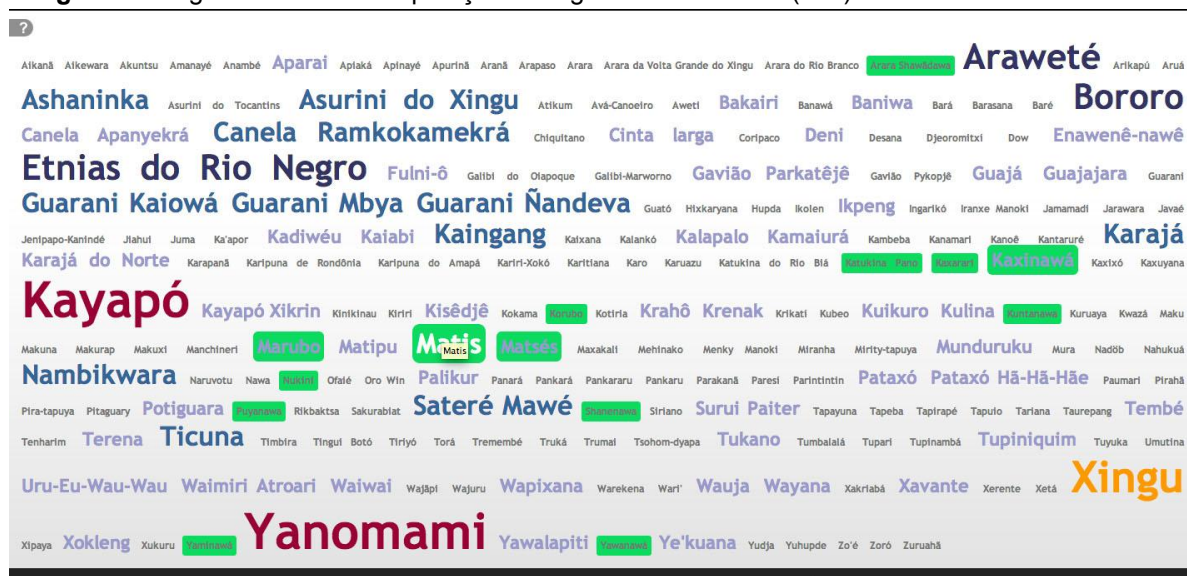 ?
Aikanã Aikewara Akuntsu Amanayé Anambé Aparai Apiaká Apinayé Apurinã Aranã Arapaso Arara Arara da Volta Grande do Xingu Arara do Rio Branco Arara Shawãdawa Araweté Arikapú Aruá
Ashaninka Asurini do Tocantins Asurini do Xingu Atikum Avá-Canoeiro Aweti Bakairi Banawá Baniwa Bará Barasana Baré Bororo
Canela Apanyekrá Canela Ramkokamekrá Chiquitano Cinta larga Coripaco Deni Desana Djeoromitxi Dow Enawenê-nawê
Etnias do Rio Negro Fulni-ô Galibi do Oiapoque Galibi-Marworno Gavião Parkatêjê Gavião Pykopjê Guajá Guajajara Guarani
Guarani Kaiowá Guarani Mbya Guarani Ñandeva Guató Hixkaryana Hupda Ikolen Ikpeng Ingarikó Iranxe Manoki Jamamadi Jarawara Javaé
Jenipapo-Kanindé Jiahui Juma Ka'apor Kadiwéu Kaiabi Kaingang Kaixana Kalankó Kalapalo Kamaiurá Kambeba Kanamari Kanoê Kantaruré Karajá
Karajá do Norte Karapanã Karipuna de Rondônia Karipuna do Amapá Kariri-Xokó Karitiana Karo Karuazu Katukina do Rio Biá Katukina Pano Kaxarari Kaxinawá Kaxixó Kaxuyana
Kayapó Kayapó Xikrin Kinikinau Kiriri Kisêdjê Kokama Korubo Kotiria Krahô Krenak Krikati Kubeo Kuikuro Kulina Kuntanawa Kuruaya Kwazá Maku
Makuna Makurap Makuxi Manchineri Marubo Matipu Matis Matis Matsés Maxakali Mehinako Menky Manoki Miranha Mirity-tapuya Munduruku Mura Nadöb Nahukuá
Nambikwara Naruvotu Nawa Nukini Ofaié Oro Win Palikur Panará Pankará Pankararu Pankaru Parakanã Paresi Parintintin Pataxó Pataxó Hã-Hã-Hãe Paumari Pirahã
Pira-tapuya Pitaguary Potiguara Puyanawa Rikbaktsa Sakurabiat Sateré Mawé Shanenawa Siriano Surui Paiter Tapayuna Tapeba Tapirapé Tapuio Tariana Taurepang Tembé
Tenharim Terena Ticuna Timbira Tingui Botó Tiriyó Torá Tremembé Truká Trumai Tsohom-dyapa Tukano Tumbalalá Tupari Tupinambá Tupiniquim Tuyuka Umutina
Uru-Eu-Wau-Wau Waimiri Atroari Waiwai Wajãpi Wajuru Wapixana Warekena Wari' Wauja Wayana Xakriabá Xavante Xerente Xetá Xingu
Xipaya Xokleng Xukuru Yaminawá Yanomami Yawalapiti Yawanawá Ye'kuana Yudja Yuhupde Zo'é Zoró Zuruahã